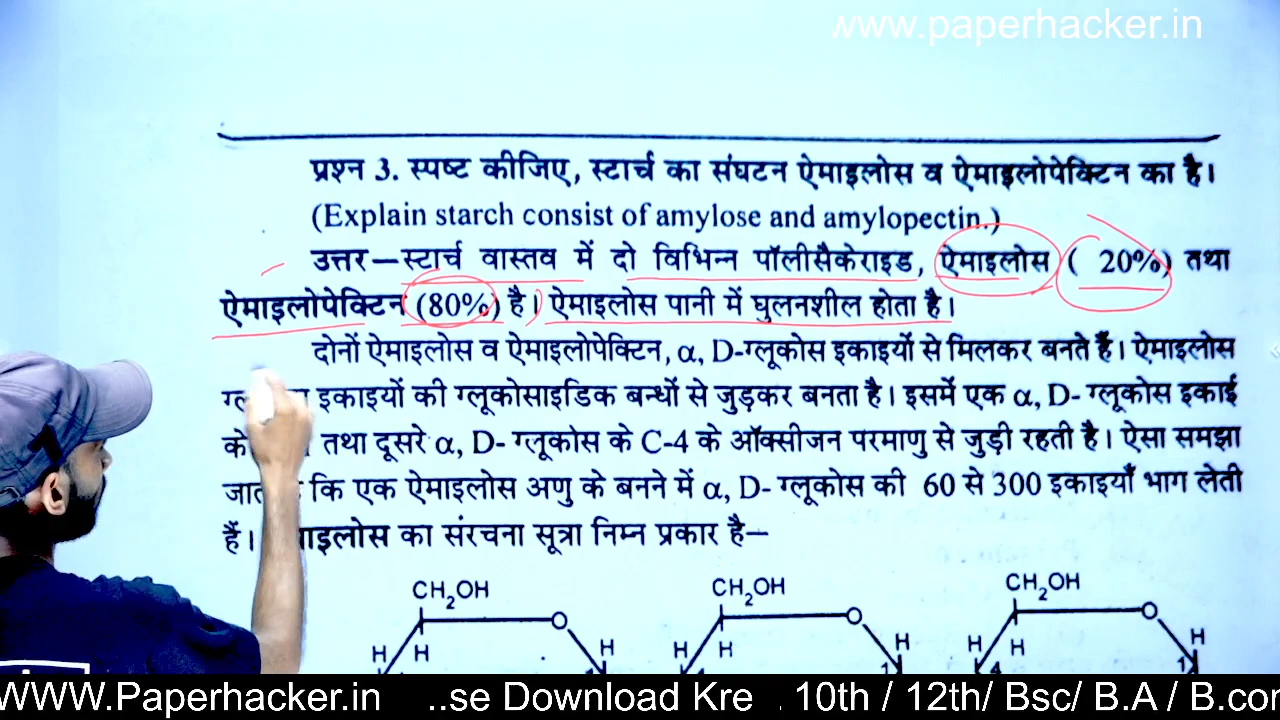 www.paperhacker.in
प्रश्न 3. स्पष्ट कीजिए, स्टार्च का संघटन ऐमाइलोस व ऐमाइलोपेक्टिन का है।
(Explain starch consist of amylose and amylopectin.)
उत्तर—स्टार्च वास्तव में दो विभिन्न पॉलीसैकेराइड, ऐमाइलोस ( 20%) तथा
ऐमाइलोपेक्टिन (80%) है। ऐमाइलोस पानी में घुलनशील होता है।
दोनों ऐमाइलोस व ऐमाइलोपेक्टिन, α, D-ग्लूकोस इकाइयों से मिलकर बनते हैं। ऐमाइलोस
इकाइयों की ग्लूकोसाइडिक बन्धों से जुड़कर बनता है। इसमें एक α, D- ग्लूकोस इकाई
के तथा दूसरे α, D- ग्लूकोस के C-4 के ऑक्सीजन परमाणु से जुड़ी रहती है। ऐसा समझा
कि एक ऐमाइलोस अणु के बनने में α, D- ग्लूकोस की 60 से 300 इकाइयाँ भाग लेती
हैं। का संरचना सूत्रा निम्न प्रकार है—
CH2OH CH2OH CH2OH
O O O
H H H H H H H H H
4 1 4 1
WWW.Paperhacker.in ..se Download Kre . 10th / 12th/ Bsc/ B.A / B.com